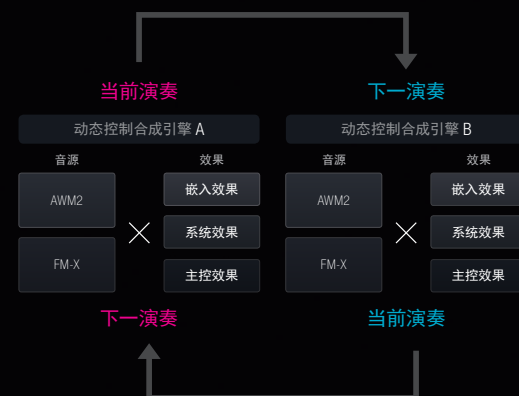 当前演奏
下一演奏
动态控制合成引擎 A
动态控制合成引擎 B
音源
效果
音源
效果
AWM2
FM-X
嵌入效果
系统效果
主控效果
AWM2
FM-X
嵌入效果
系统效果
主控效果
下一演奏
当前演奏